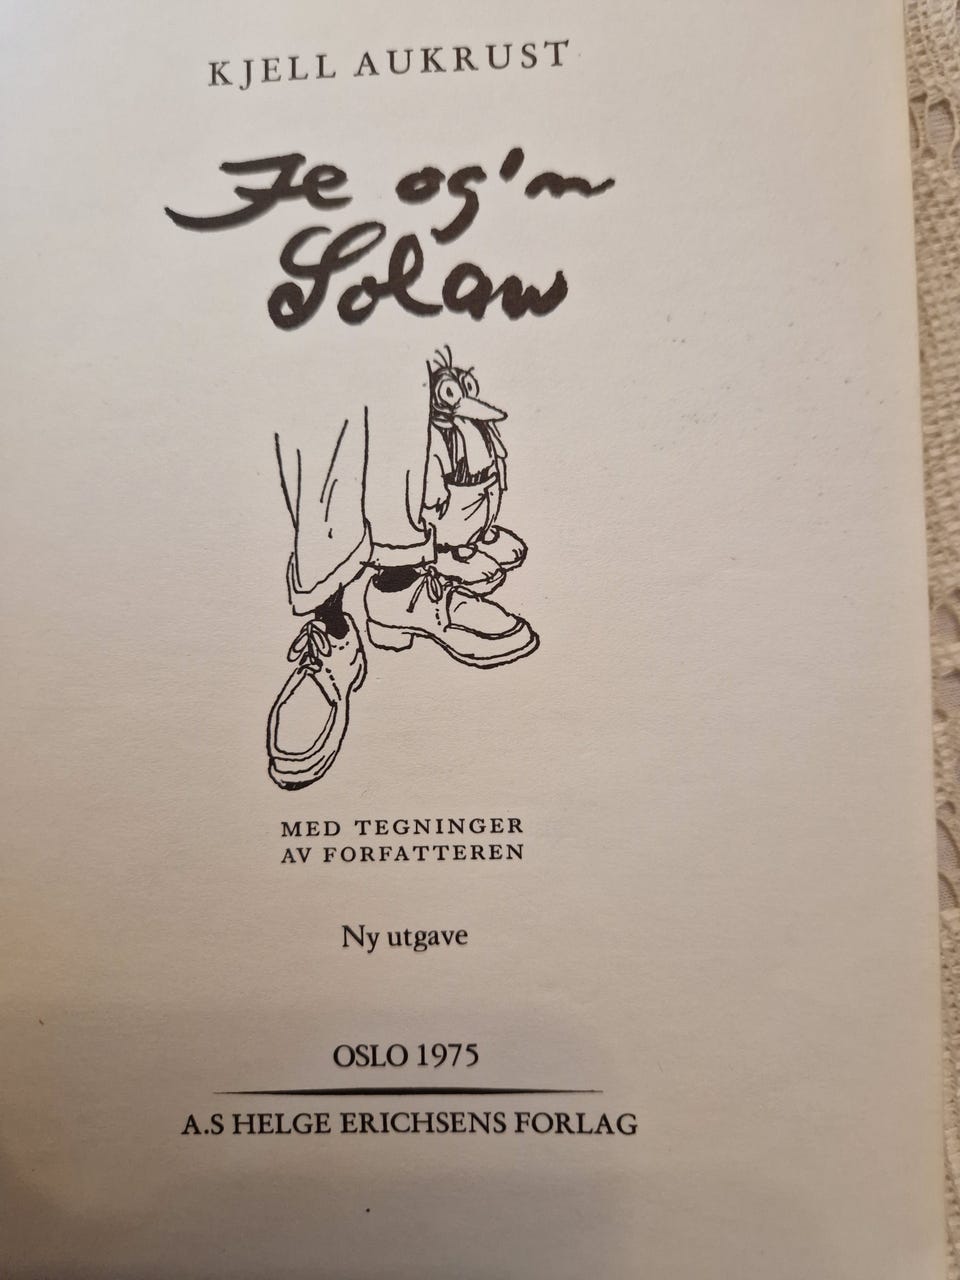 KJELL AUKRUST
Je og'n
Solan
MED TEGNINGER
AV FORFATTEREN
Ny utgave
OSLO 1975
A.S HELGE ERICHSENS FORLAG